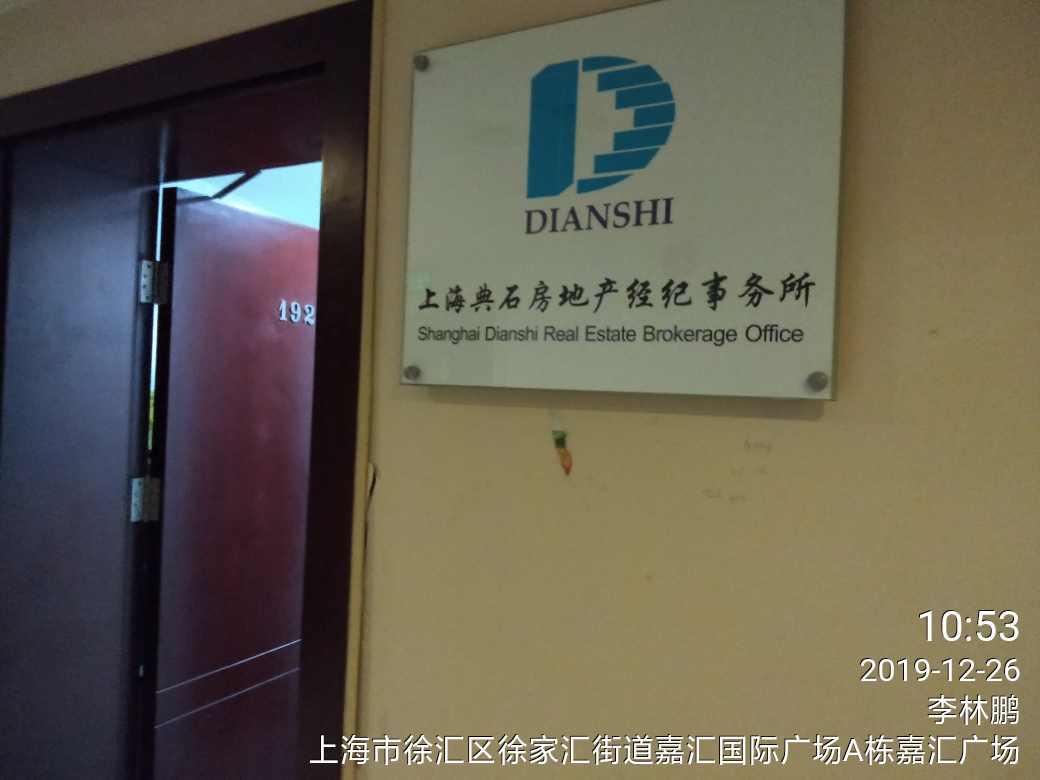 DIANSHI
上海典石房地产经纪事务所
Shanghai Dianshi Real Estate Brokerage Office
192
10:53
2019-12-26
李林鹏
上海市徐汇区徐家汇街道嘉汇国际广场A栋嘉汇广场